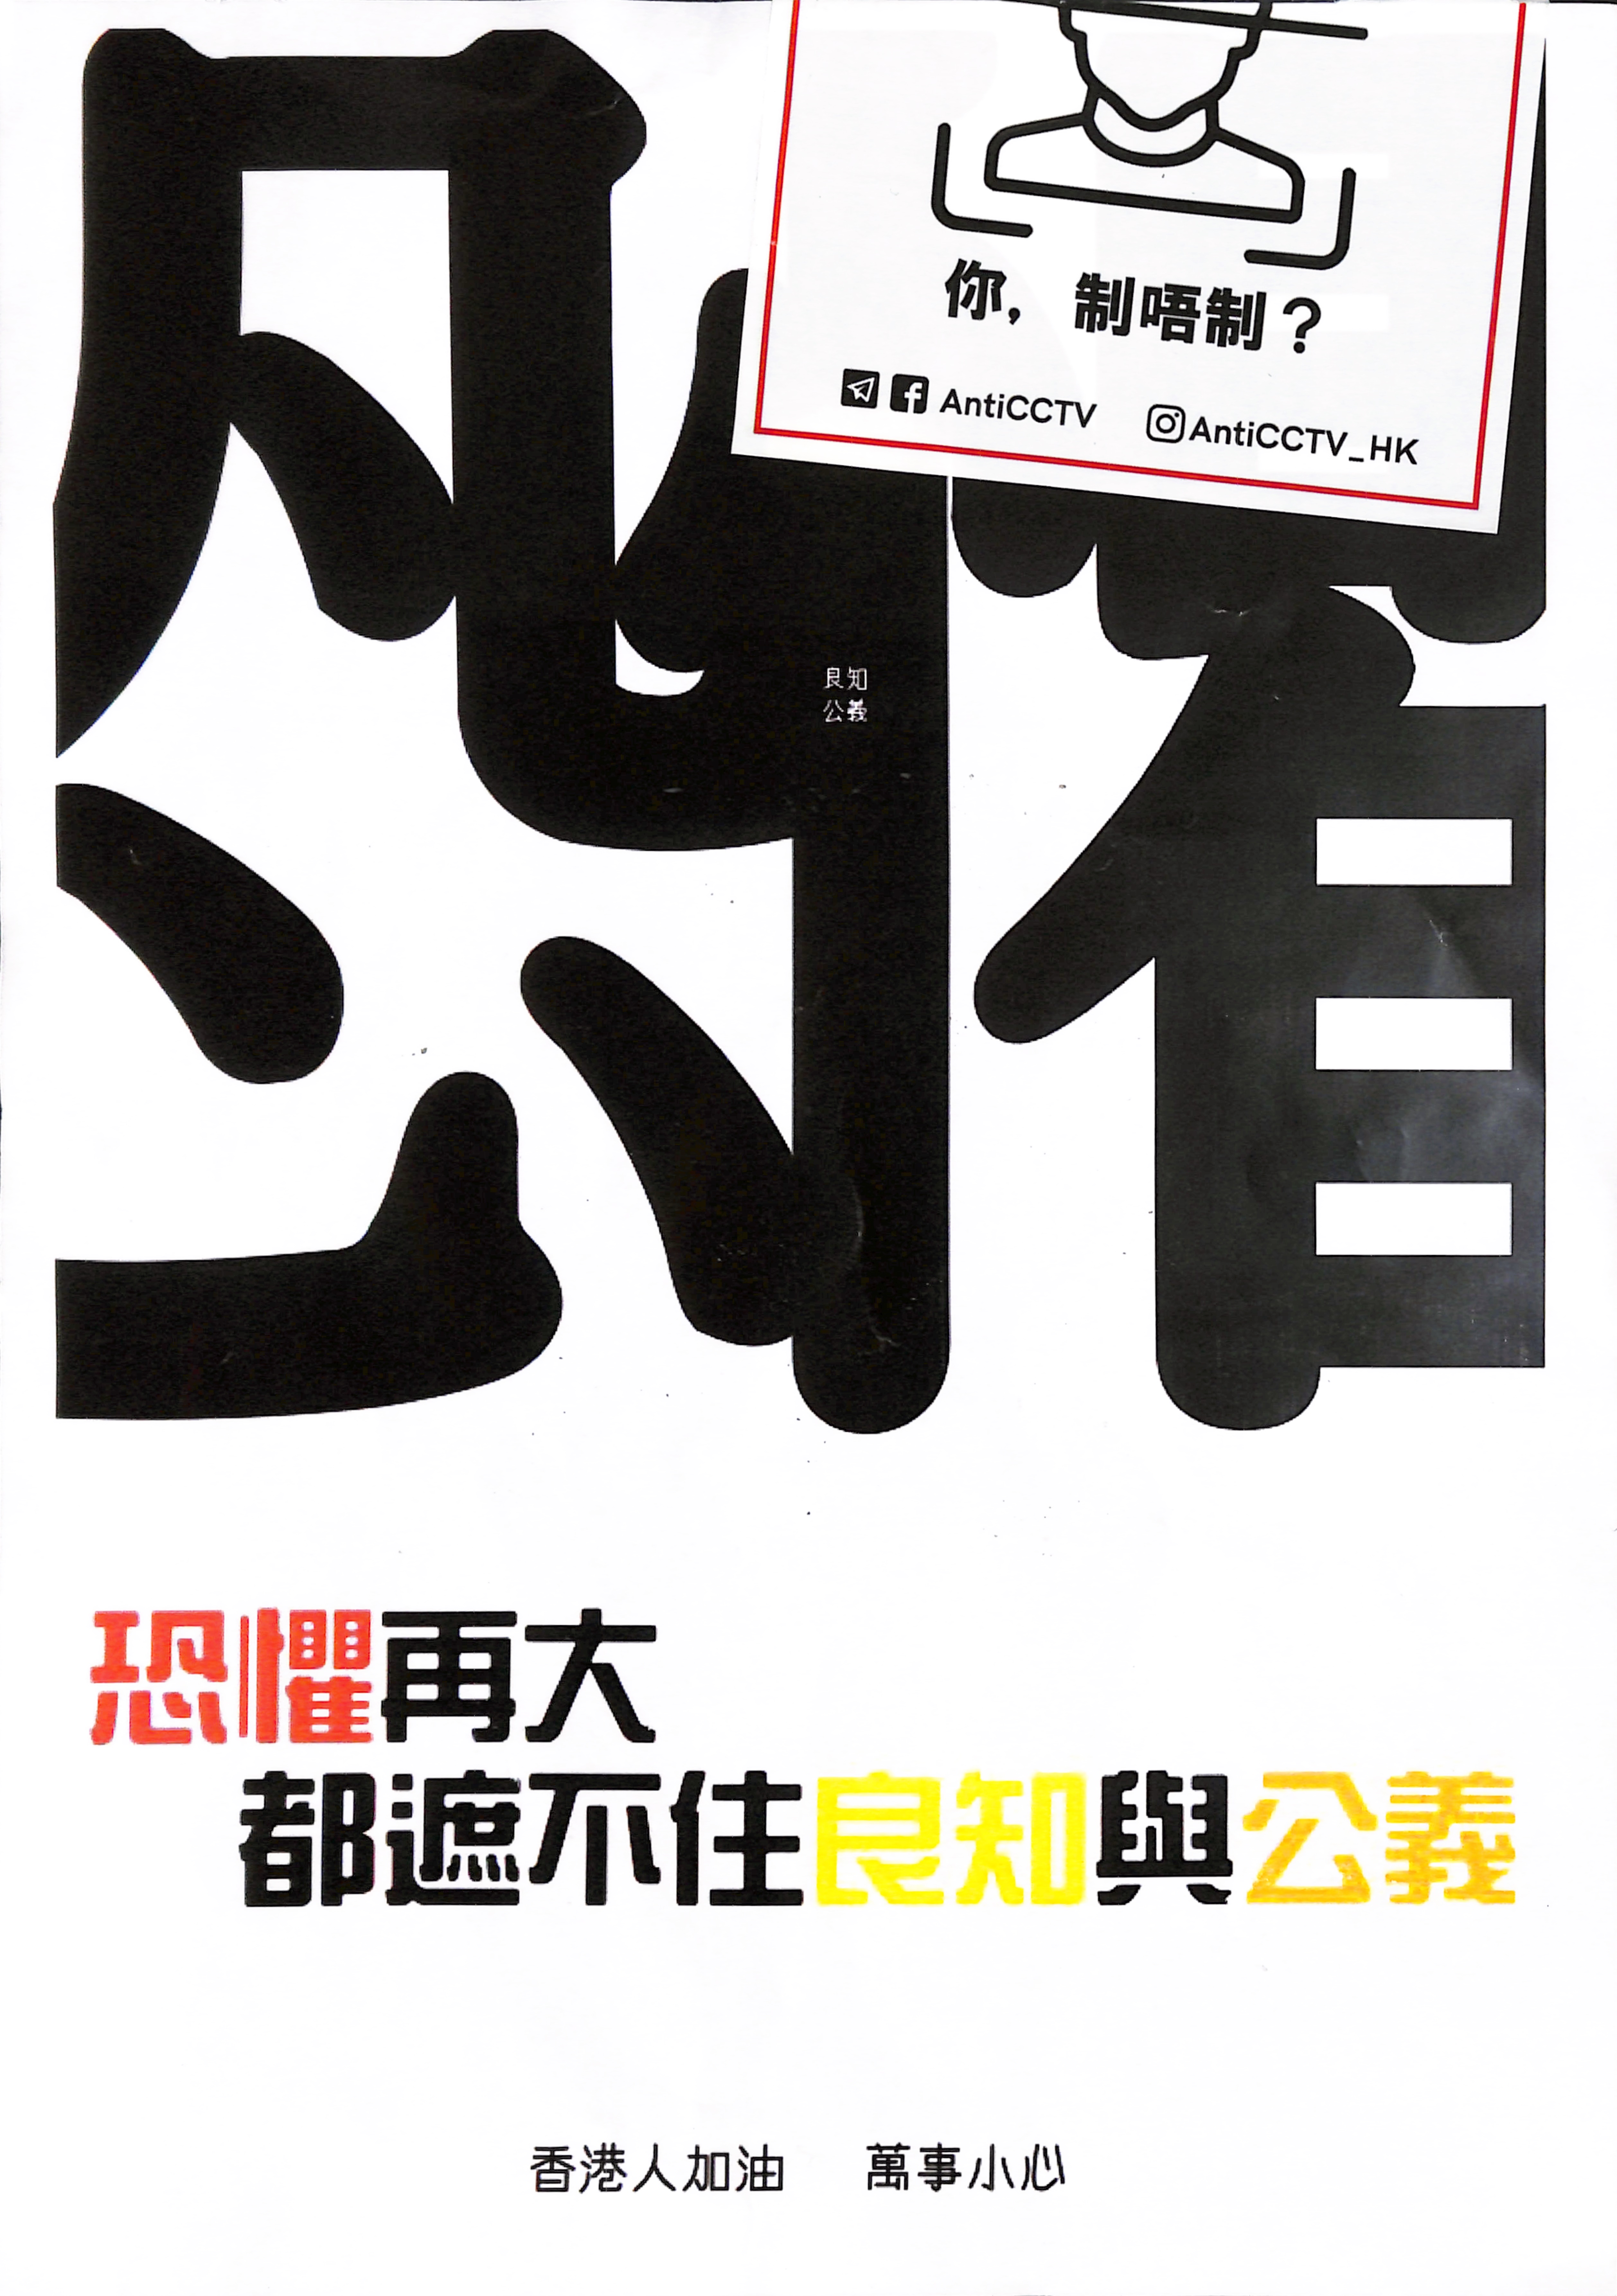 你，制唔制？
AntiCCTV AntiCCTV_HK
良知
公義
恐懼再大
都遮不住良知與公義
香港人加油 萬事小心